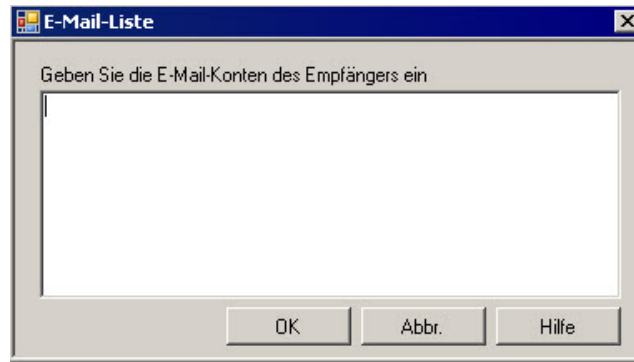 E-Mail-Liste
Geben Sie die E-Mail-Konten des Empfängers ein
OK Abbr. Hilfe